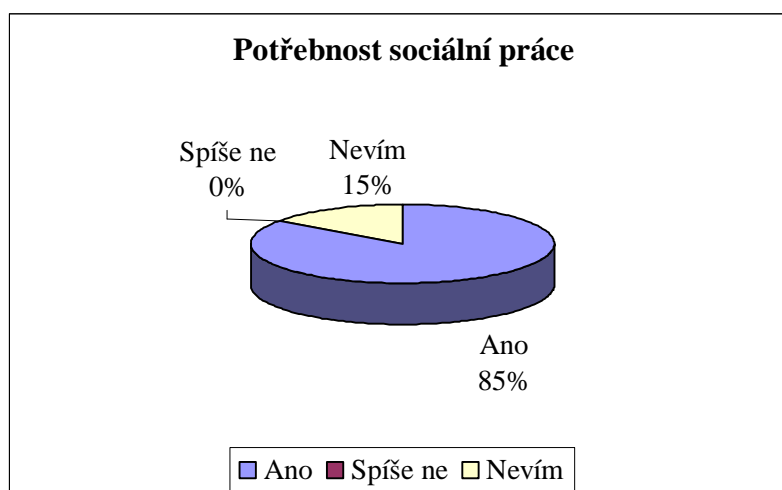 Potřebnost sociální práce
Spíše ne
0%
Nevím
15%
Ano
85%
Ano Spíše ne Nevím